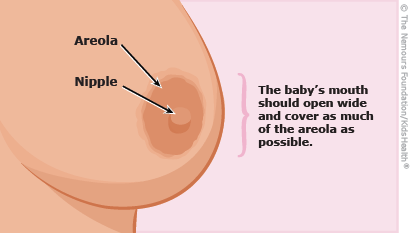 Areola
Nipple
The baby's mouth
should open wide
and cover as much
of the areola as
possible.
© The Nemours Foundation/KidsHealth®